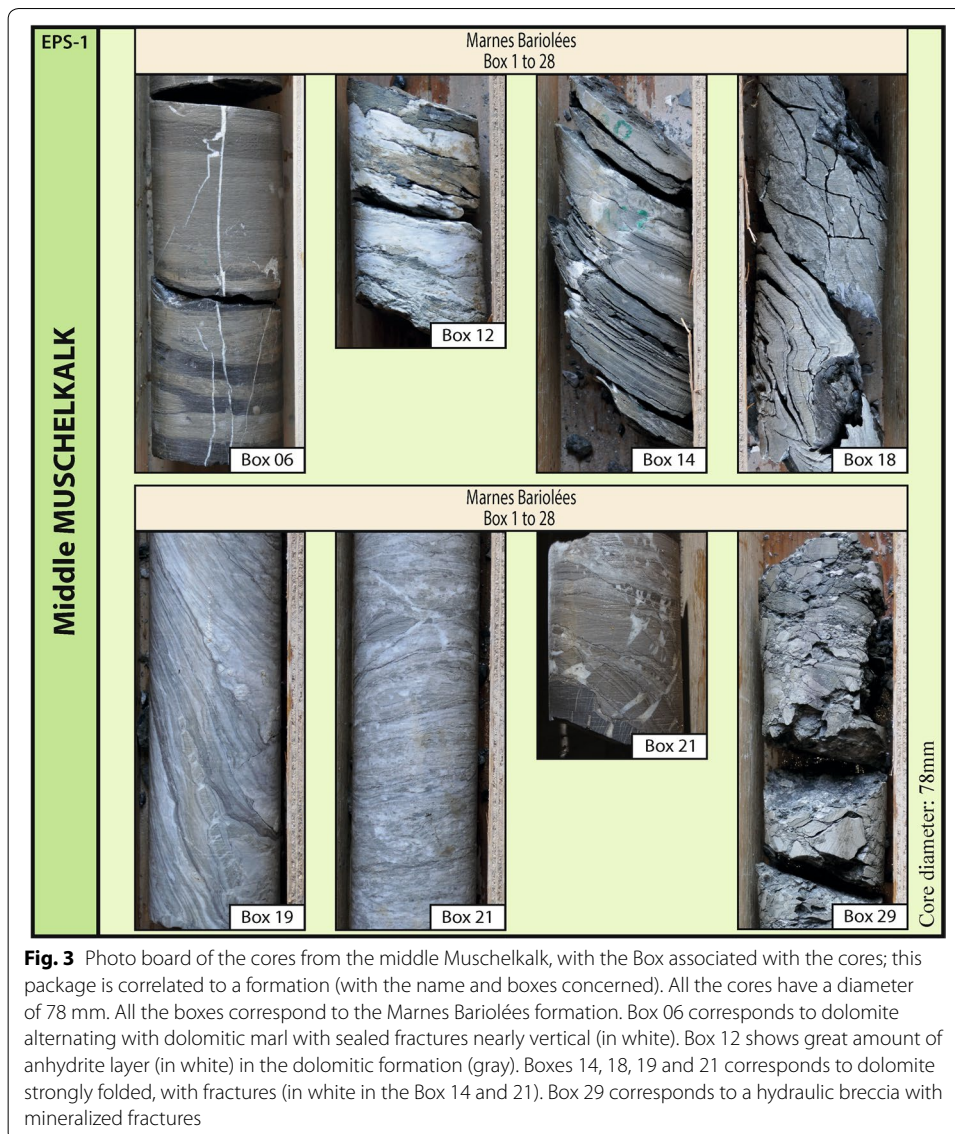 EPS-1
Marnes Bariolées
Box 1 to 28
Middle MUSCHELKALK
Box 06
Box 12
Box 14
Box 18
Marnes Bariolées
Box 1 to 28
Box 19
Box 21
Box 21
Box 29
Core diameter: 78mm
Fig. 3 Photo board of the cores from the middle Muschelkalk, with the Box associated with the cores; this
package is correlated to a formation (with the name and boxes concerned). All the cores have a diameter
of 78 mm. All the boxes correspond to the Marnes Bariolées formation. Box 06 corresponds to dolomite
alternating with dolomitic marl with sealed fractures nearly vertical (in white). Box 12 shows great amount of
anhydrite layer (in white) in the dolomitic formation (gray). Boxes 14, 18, 19 and 21 corresponds to dolomite
strongly folded, with fractures (in white in the Box 14 and 21). Box 29 corresponds to a hydraulic breccia with
mineralized fractures